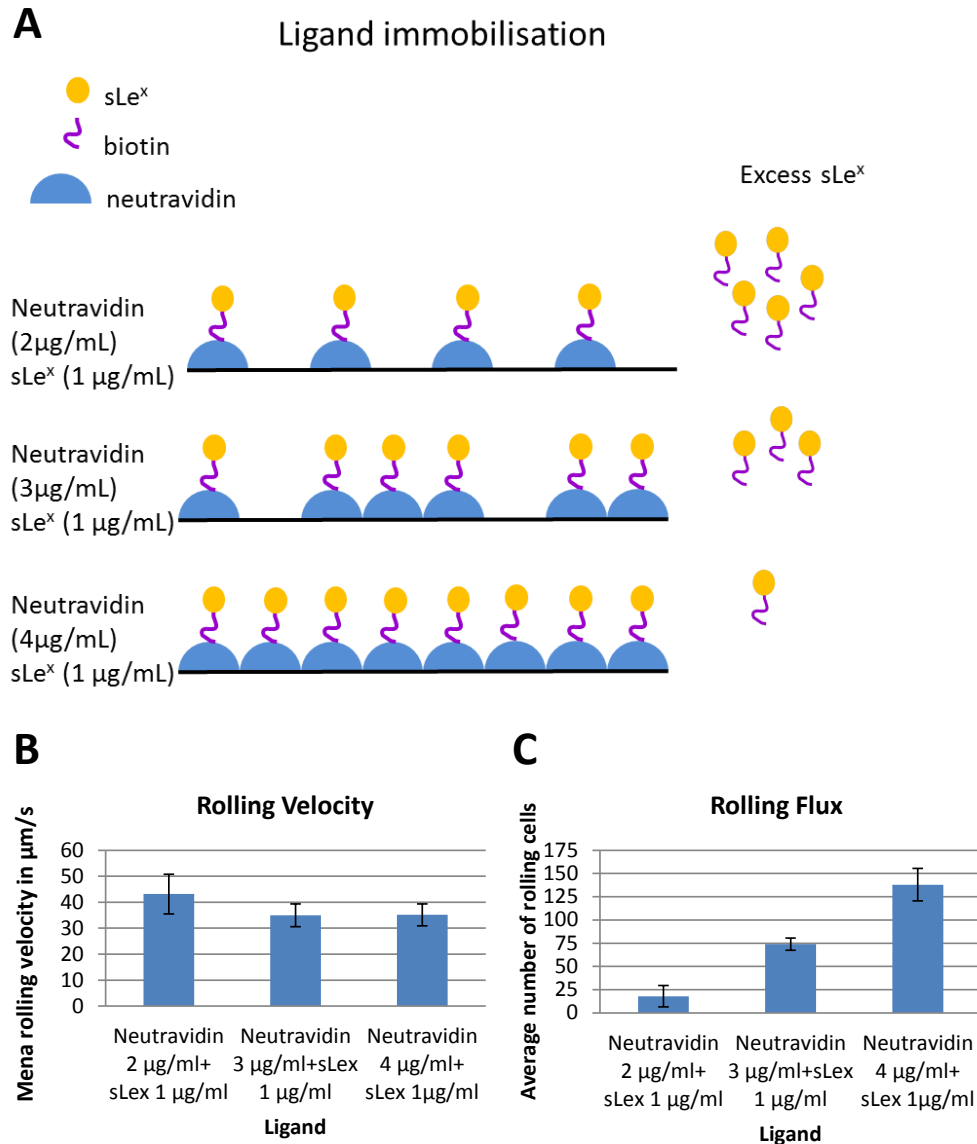 A
Ligand immobilisation
sLeˣ
biotin
neutravidin
Excess sLeˣ
Neutravidin
(2µg/mL)
sLeˣ (1 µg/mL)
Neutravidin
(3µg/mL)
sLeˣ (1 µg/mL)
Neutravidin
(4µg/mL)
sLeˣ (1 µg/mL)
B
Rolling Velocity
Mena rolling velocity in µm/s
60
50
40
30
20
10
0
Neutravidin
2 µg/ml+
sLex 1 µg/ml
Neutravidin
3 µg/ml+sLex
1 µg/ml
Neutravidin
4 µg/ml+
sLex 1µg/ml
Ligand
C
Rolling Flux
Average number of rolling cells
175
150
125
100
75
50
25
0
Neutravidin
2 µg/ml+
sLex 1 µg/ml
Neutravidin
3 µg/ml+sLex
1 µg/ml
Neutravidin
4 µg/ml+
sLex 1µg/ml
Ligand